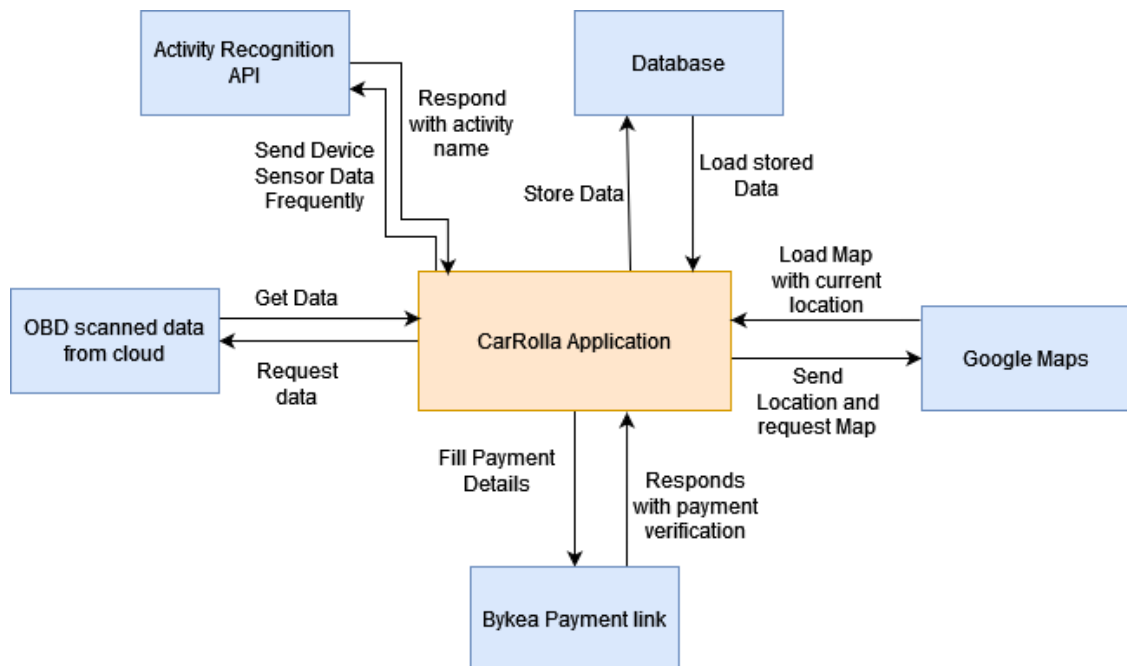 Activity Recognition
API
Database
Respond
with activity
name
Send Device
Sensor Data
Frequently
Load stored
Data
Store Data
Load Map
with current
location
Get Data
OBD scanned data
from cloud
CarRolla Application
Google Maps
Request
data
Send
Location and
request Map
Fill Payment
Details
Responds
with payment
verification
Bykea Payment link